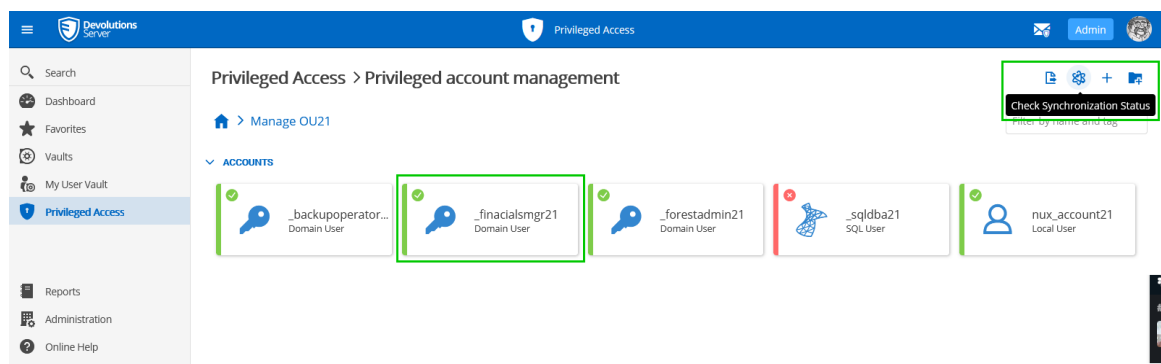 Devolutions
Server
Privileged Access
Admin
Search
Dashboard
Favorites
Vaults
My User Vault
Privileged Access
Reports
Administration
Online Help
Privileged Access > Privileged account management
Check Synchronization Status
Manage OU21
Filter by name and tag
ACCOUNTS
_backupoperator...
Domain User
_finacialsmgr21
Domain User
_forestadmin21
Domain User
_sqldba21
SQL User
nux_account21
Local User